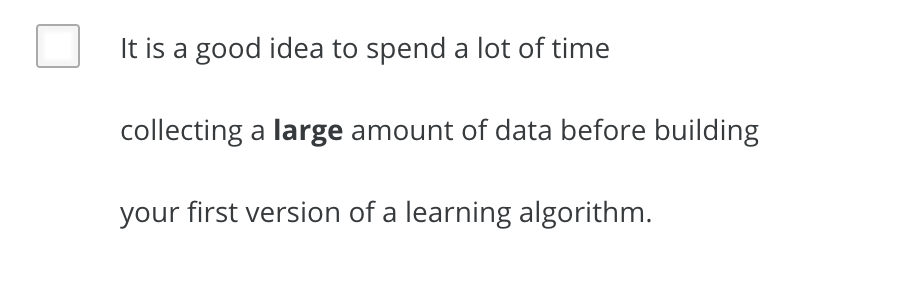 It is a good idea to spend a lot of time
collecting a large amount of data before building
your first version of a learning algorithm.